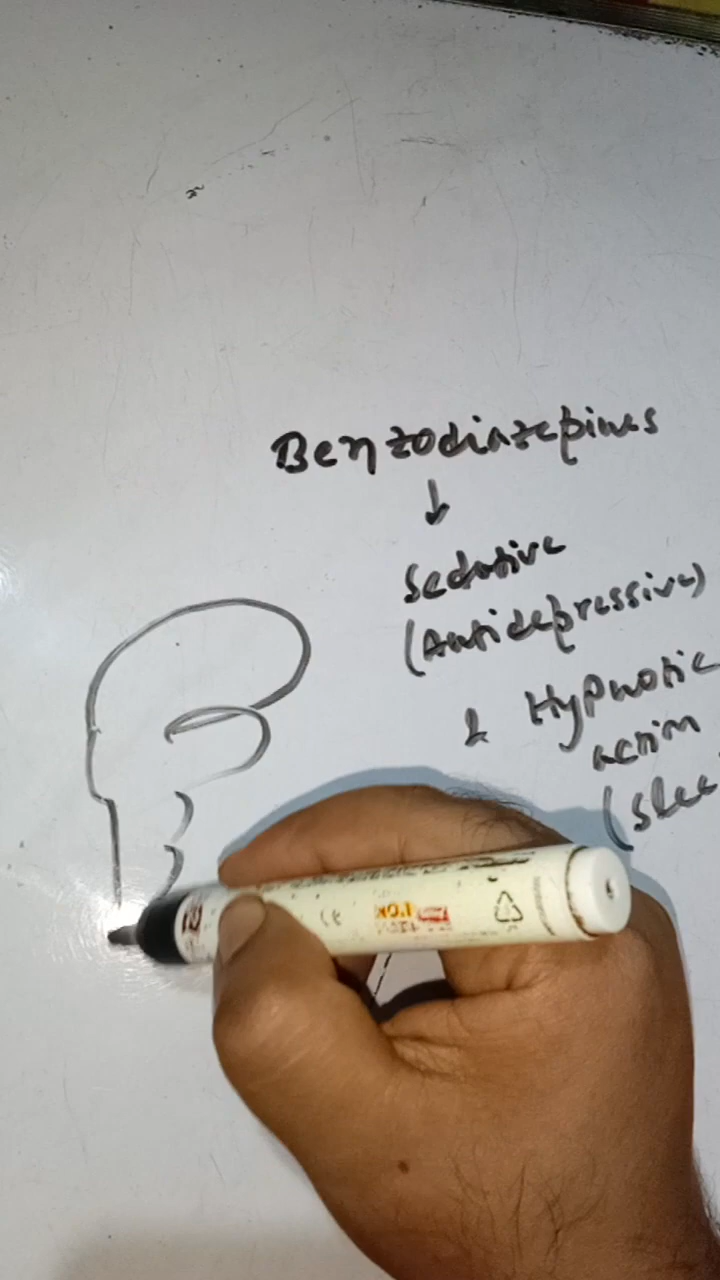 Benzodiazepines
↓
Sedative
(Antidepressive)
& Hypnotic
action
(slee